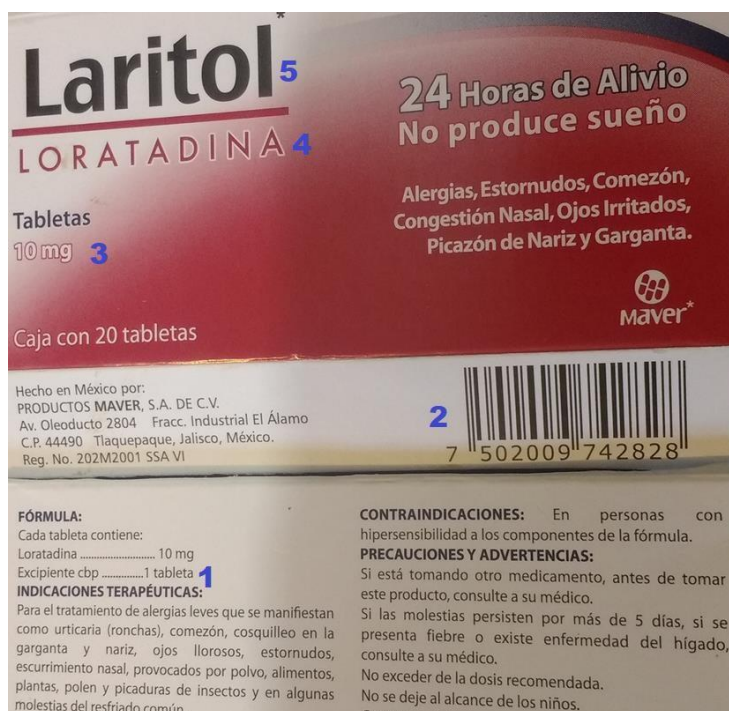 Laritol* 5
LORATADINA 4
Tabletas
10 mg 3
Caja con 20 tabletas
24 Horas de Alivio
No produce sueño
Alergias, Estornudos, Comezón,
Congestión Nasal, Ojos Irritados,
Picazón de Nariz y Garganta.
Maver*
Hecho en México por:
PRODUCTOS MAVER, S.A. DE C.V.
Av. Oleoducto 2804 Fracc. Industrial El Álamo
C.P. 44490 Tlaquepaque, Jalisco, México.
Reg. No. 202M2001 SSA VI
2
7 502009 742828
FÓRMULA:
Cada tableta contiene:
Loratadina ........................... 10 mg
Excipiente cbp ..............1 tableta 1
INDICACIONES TERAPÉUTICAS:
Para el tratamiento de alergias leves que se manifiestan
como urticaria (ronchas), comezón, cosquilleo en la
garganta y nariz, ojos llorosos, estornudos,
escurrimiento nasal, provocados por polvo, alimentos,
plantas, polen y picaduras de insectos y en algunas
molestias del resfriado común
CONTRAINDICACIONES: En personas con
hipersensibilidad a los componentes de la fórmula.
PRECAUCIONES Y ADVERTENCIAS:
Si está tomando otro medicamento, antes de tomar
este producto, consulte a su médico.
Si las molestias persisten por más de 5 días, si se
presenta fiebre o existe enfermedad del hígado,
consulte a su médico.
No exceder de la dosis recomendada.
No se deje al alcance de los niños.